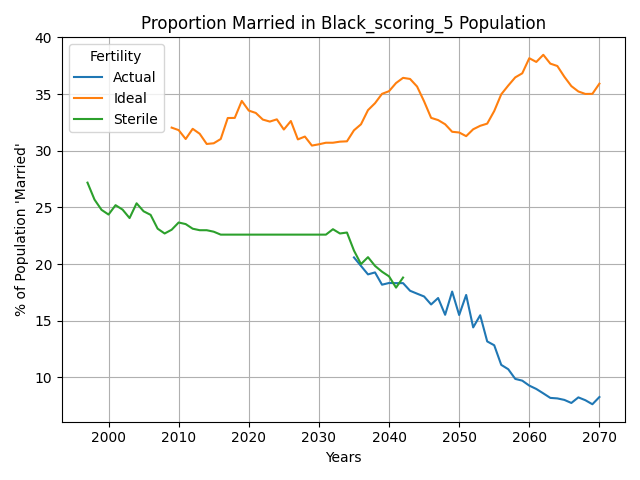 Proportion Married in Black_scoring_5 Population
% of Population 'Married'
40
35
30
25
20
15
10
Fertility
Actual
Ideal
Sterile
2000 2010 2020 2030 2040 2050 2060 2070
Years